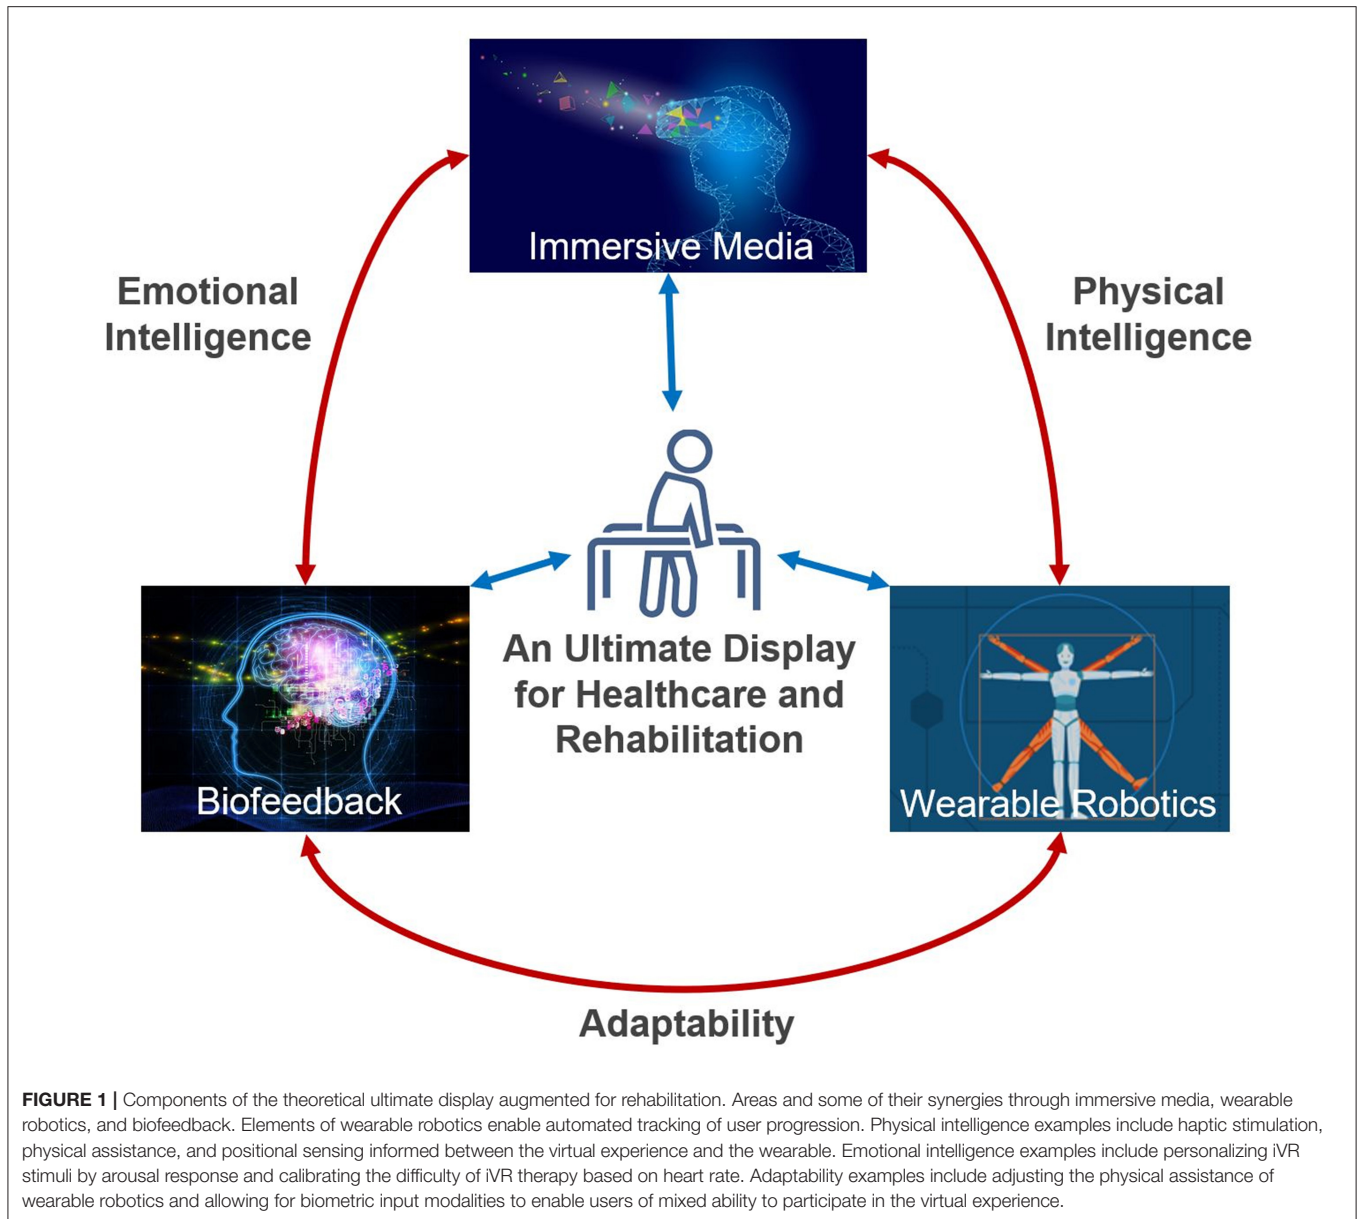 Immersive Media
Emotional
Intelligence
Physical
Intelligence
An Ultimate Display
for Healthcare and
Rehabilitation
Biofeedback
Wearable Robotics
Adaptability
FIGURE 1 | Components of the theoretical ultimate display augmented for rehabilitation. Areas and some of their synergies through immersive media, wearable
robotics, and biofeedback. Elements of wearable robotics enable automated tracking of user progression. Physical intelligence examples include haptic stimulation,
physical assistance, and positional sensing informed between the virtual experience and the wearable. Emotional intelligence examples include personalizing iVR
stimuli by arousal response and calibrating the difficulty of iVR therapy based on heart rate. Adaptability examples include adjusting the physical assistance of
wearable robotics and allowing for biometric input modalities to enable users of mixed ability to participate in the virtual experience.